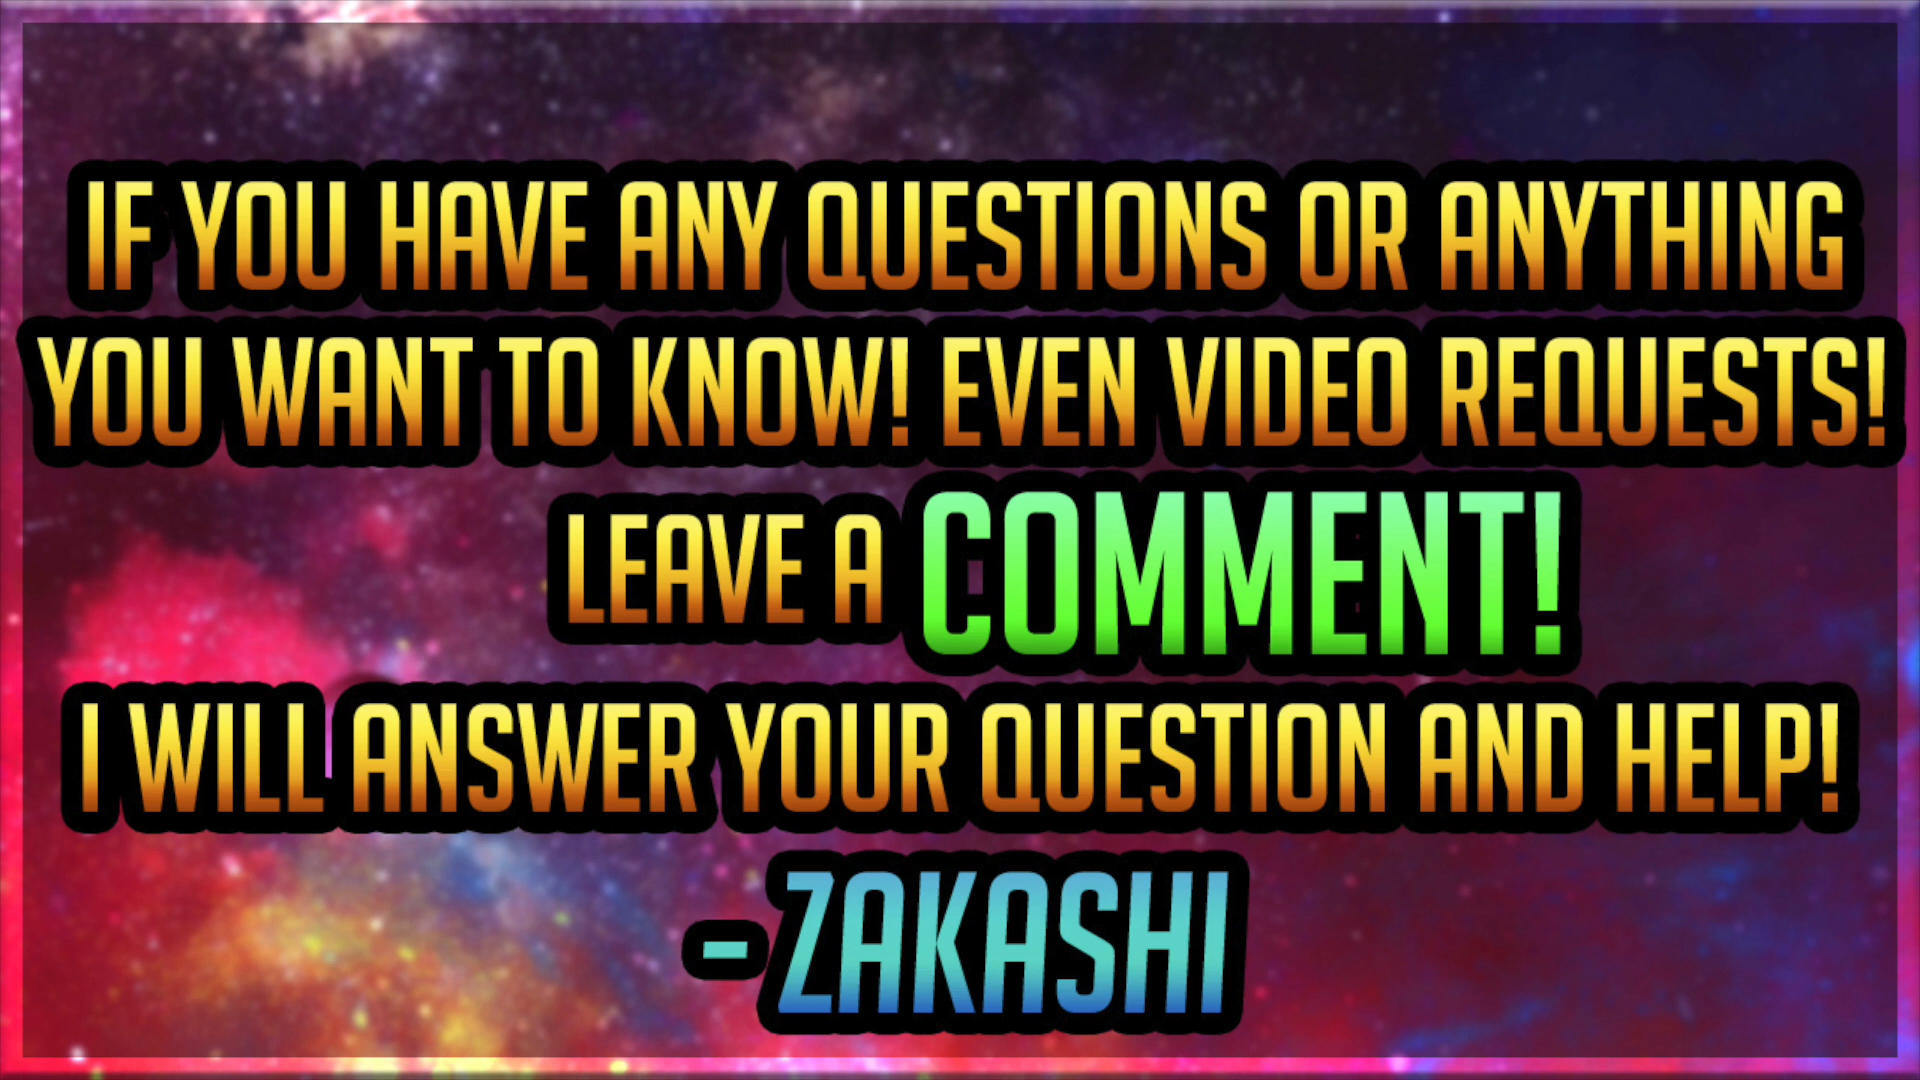 IF YOU HAVE ANY QUESTIONS OR ANYTHING
YOU WANT TO KNOW! EVEN VIDEO REQUESTS!
LEAVE A COMMENT!
I WILL ANSWER YOUR QUESTION AND HELP!
- ZAKASHI